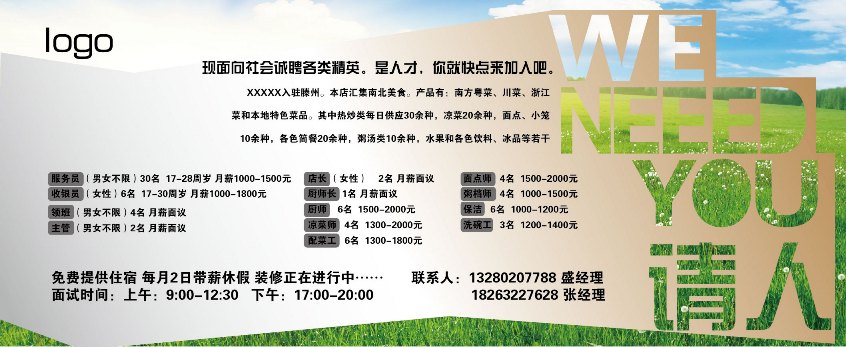 logo
WE
NEEED
YOU
请人
现面向社会诚聘各类精英。是人才，你就快点来加入吧。
XXXXX入驻滕州。本店汇集南北美食。产品有：南方粤菜、川菜、浙江
菜和本地特色菜品。其中热炒类每日供应30余种，凉菜20余种，面点、小笼
10余种，各色简餐20余种，粥汤类10余种，水果和各色饮料、冰品等若干
服务员（男女不限）30名 17-28周岁 月薪1000-1500元
收银员（女性）6名 17-30周岁 月薪1000-1800元
领班（男女不限）4名 月薪面议
主管（男女不限）2名 月薪面议
店长（女性） 2名 月薪面议
厨师长 1名 月薪面议
厨师 6名 1500-2000元
凉菜师 4名 1300-2000元
配菜工 6名 1300-1800元
面点师 4名 1500-2000元
粥档师 4名 1000-1500元
保洁 6名 1000-1200元
洗碗工 3名 1200-1400元
免费提供住宿 每月2日带薪休假 装修正在进行中……
面试时间：上午：9:00-12:30 下午：17:00-20:00
联系人：13280207788 盛经理
18263227628 张经理